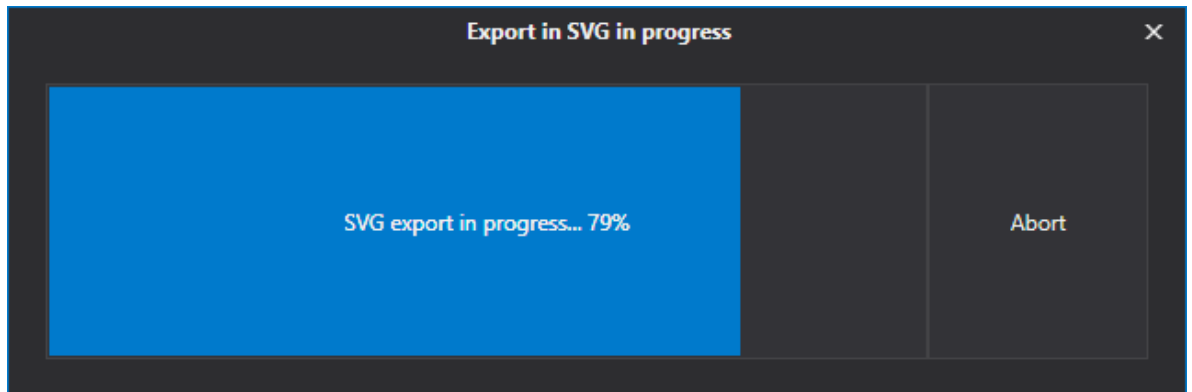 Export in SVG in progress
SVG export in progress... 79%
Abort